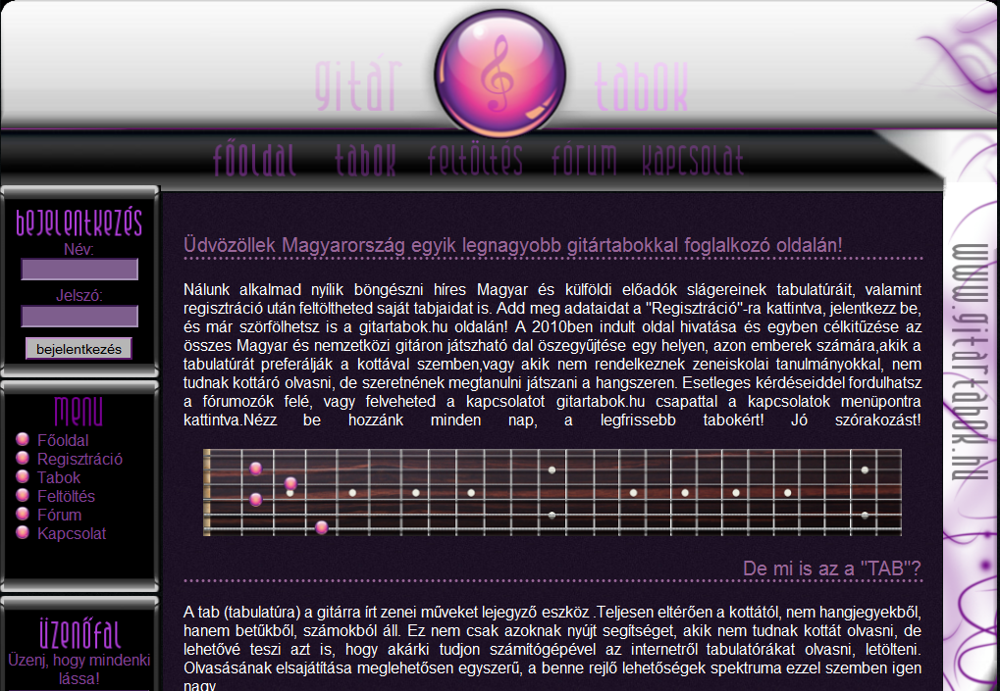 gitár tabok
főoldal tabok feltöltés fórum kapcsolat
bejelentkezés
Név:
Jelszó:
bejelentkezés
menu
Főoldal
Regisztráció
Tabok
Feltöltés
Fórum
Kapcsolat
üzenőfal
Üzenj, hogy mindenki
lássa!
Üdvözöllek Magyarország egyik legnagyobb gitártabokkal foglalkozó oldalán!
Nálunk alkalmad nyílik böngészni híres Magyar és külföldi előadók slágereinek tabulatúráit, valamint
regisztráció után feltöltheted saját tabjaidat is. Add meg adataidat a "Regisztráció"-ra kattintva, jelentkezz be,
és már szörfölhetsz is a gitartabok.hu oldalán! A 2010ben indult oldal hivatása és egyben célkitűzése az
összes Magyar és nemzetközi gitáron játszható dal öszegyűjtése egy helyen, azon emberek számára,akik a
tabulatúrát preferálják a kottával szemben,vagy akik nem rendelkeznek zeneiskolai tanulmányokkal, nem
tudnak kottáró olvasni, de szeretnének megtanulni játszani a hangszeren. Esetleges kérdéseiddel fordulhatsz
a fórumozók felé, vagy felveheted a kapcsolatot gitartabok.hu csapattal a kapcsolatok menüpontra
kattintva.Nézz be hozzánk minden nap, a legfrissebb tabokért! Jó szórakozást!
De mi is az a "TAB"?
A tab (tabulatúra) a gitárra írt zenei műveket lejegyző eszköz .Teljesen eltérően a kottától, nem hangjegyekből,
hanem betűkből, számokból áll. Ez nem csak azoknak nyújt segítséget, akik nem tudnak kottát olvasni, de
lehetővé teszi azt is, hogy akárki tudjon számítógépével az internetről tabulatórákat olvasni, letölteni.
Olvasásának elsajátítása meglehetősen egyszerű, a benne rejlő lehetőségek spektruma ezzel szemben igen
nagy
www.gitartabok.hu